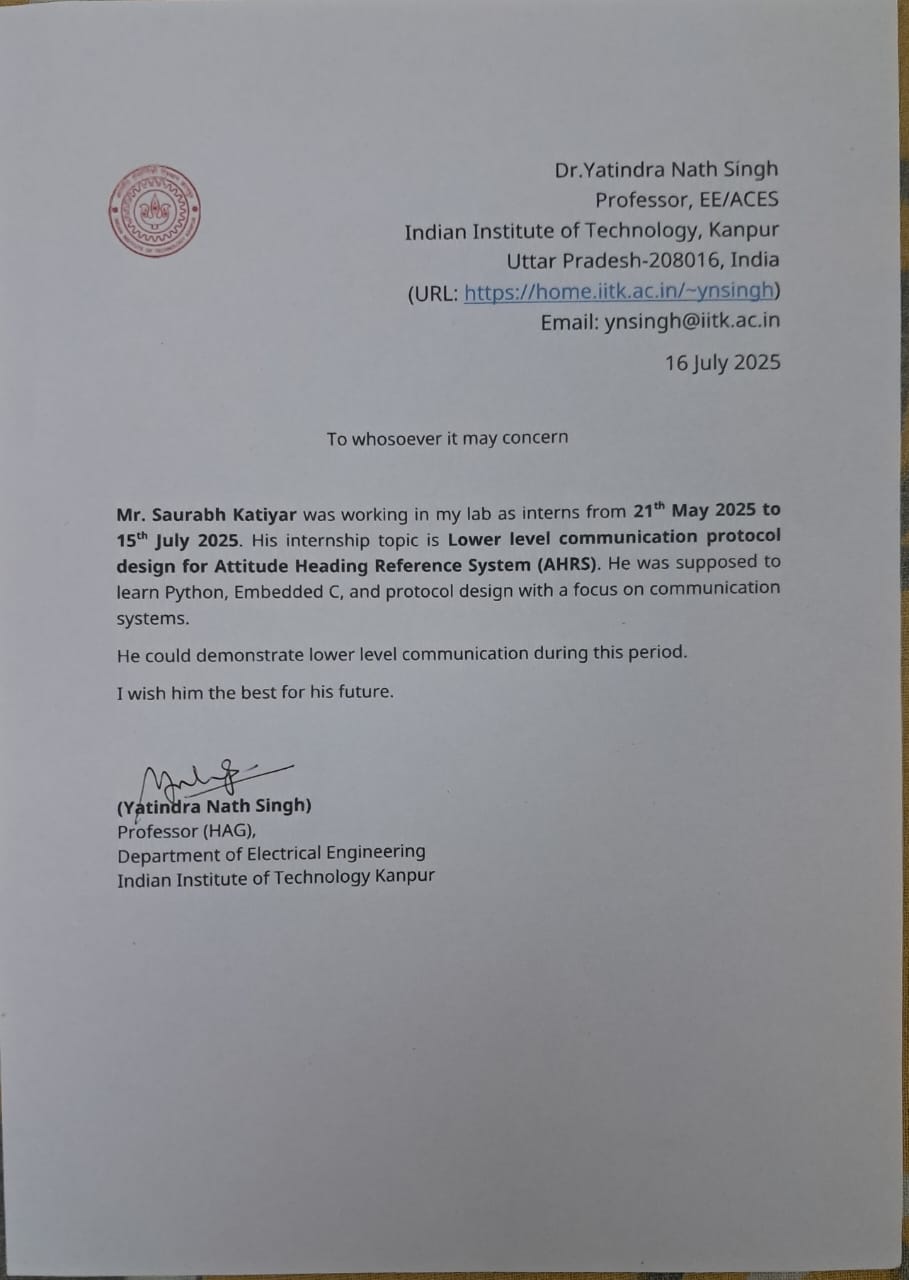 Dr.Yatindra Nath Singh
Professor, EE/ACES
Indian Institute of Technology, Kanpur
Uttar Pradesh-208016, India
(URL: https://home.iitk.ac.in/~ynsingh)
Email: ynsingh@iitk.ac.in
16 July 2025
To whosoever it may concern
Mr. Saurabh Katiyar was working in my lab as interns from 21th May 2025 to
15th July 2025. His internship topic is Lower level communication protocol
design for Attitude Heading Reference System (AHRS). He was supposed to
learn Python, Embedded C, and protocol design with a focus on communication
systems.
He could demonstrate lower level communication during this period.
I wish him the best for his future.
(Yatindra Nath Singh)
Professor (HAG),
Department of Electrical Engineering
Indian Institute of Technology Kanpur